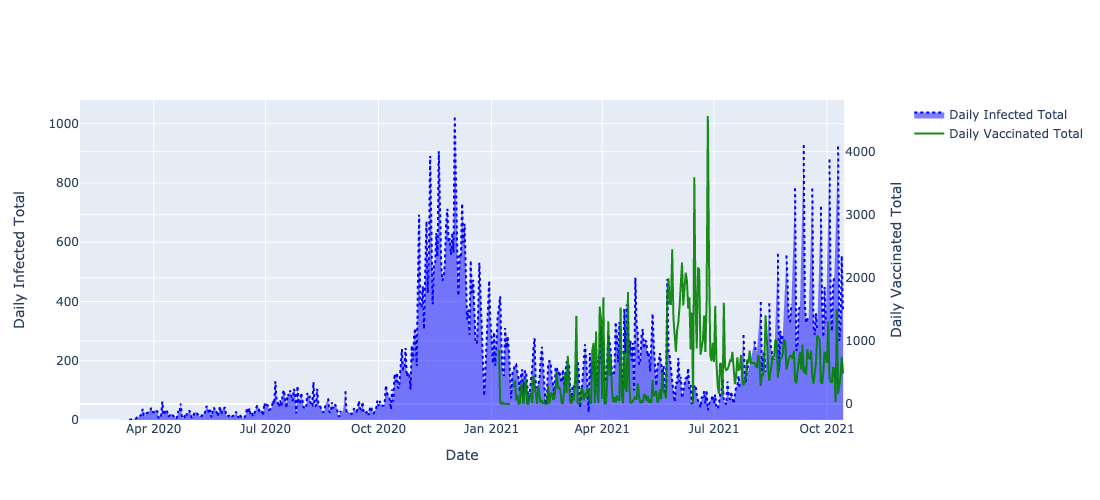 Daily Infected Total
Daily Vaccinated Total
1000
800
600
400
200
0
Daily Infected Total
4000
3000
2000
1000
0
Daily Vaccinated Total
Apr 2020
Jul 2020
Oct 2020
Jan 2021
Apr 2021
Jul 2021
Oct 2021
Date